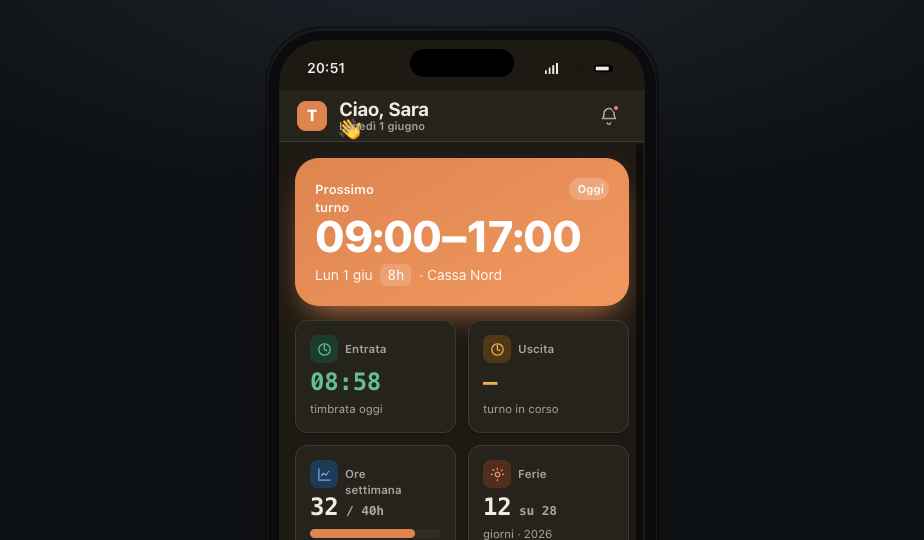 20:51
T
Ciao, Sara
Lunedì 1 giugno
Prossimo
turno
Oggi
09:00–17:00
Lun 1 giu 8h · Cassa Nord
Entrata
08:58
timbrata oggi
Uscita
—
turno in corso
Ore
settimana
32 / 40h
Ferie
12 su 28
giorni · 2026